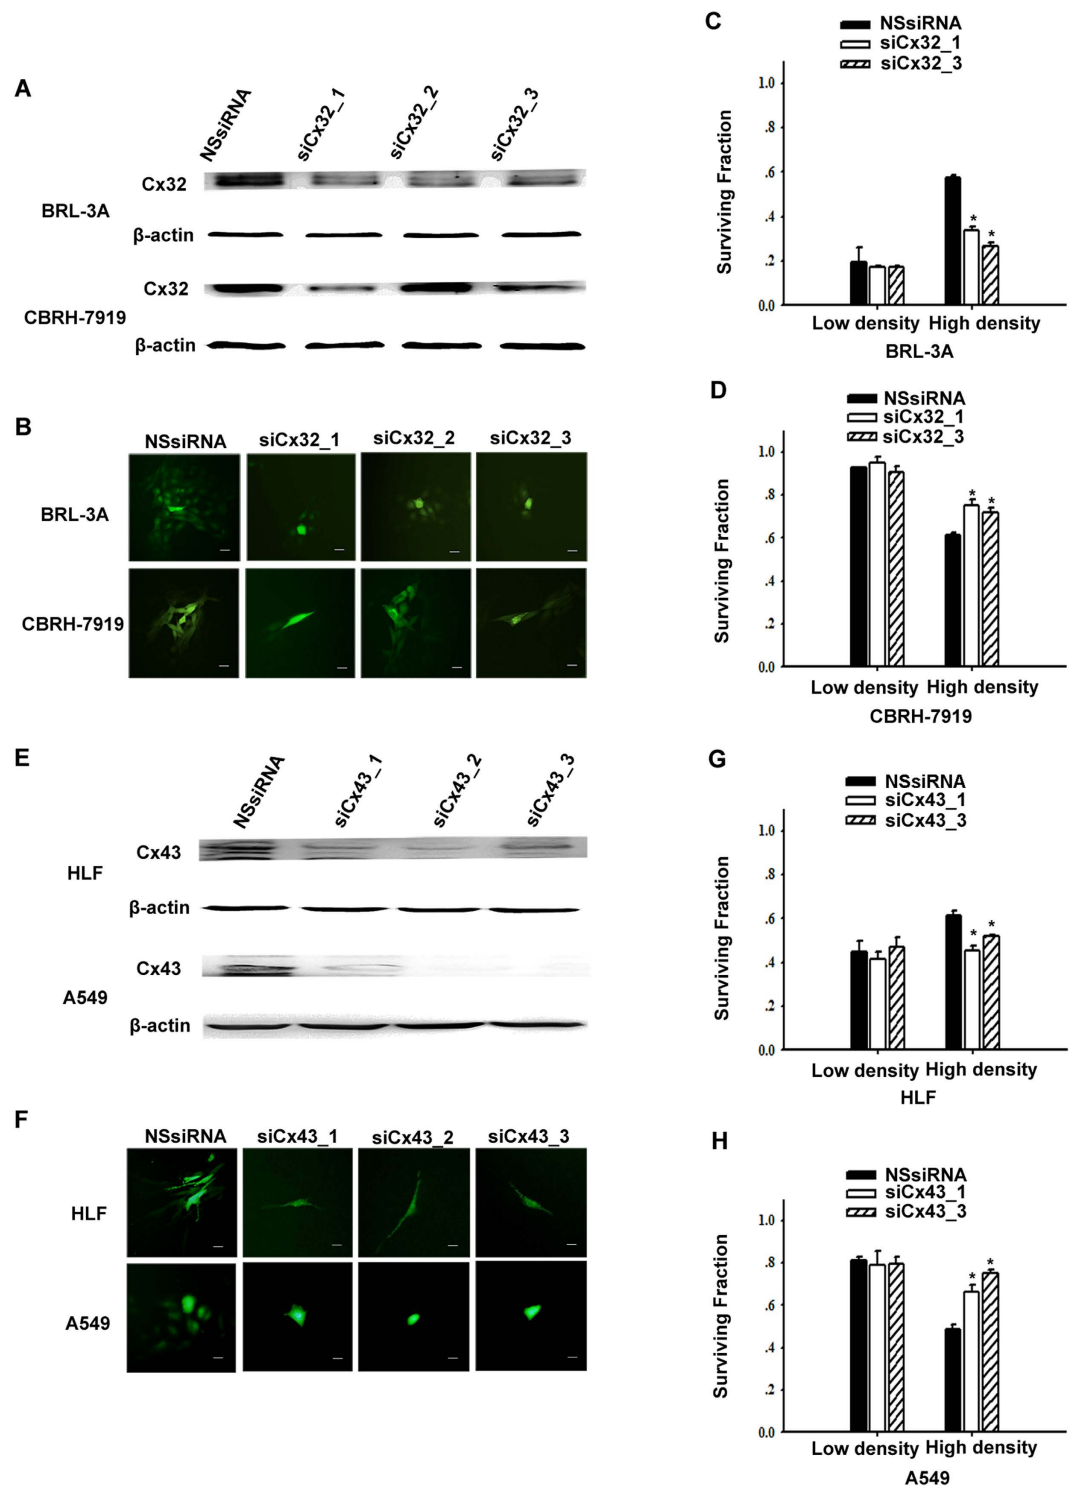 A
NSsiRNA siCx32_1 siCx32_2 siCx32_3
Cx32
BRL-3A
β-actin
Cx32
CBRH-7919
β-actin
B
NSsiRNA siCx32_1 siCx32_2 siCx32_3
BRL-3A
CBRH-7919
C
NSsiRNA
siCx32_1
siCx32_3
Surviving Fraction
1.0
.8
.6
.4
.2
0.0
* *
Low density High density
BRL-3A
D
NSsiRNA
siCx32_1
siCx32_3
Surviving Fraction
1.0
.8
.6
.4
.2
0.0
* *
Low density High density
CBRH-7919
E
NSsiRNA siCx43_1 siCx43_2 siCx43_3
Cx43
HLF
β-actin
Cx43
A549
β-actin
F
NSsiRNA siCx43_1 siCx43_2 siCx43_3
HLF
A549
G
NSsiRNA
siCx43_1
siCx43_3
Surviving Fraction
1.0
.8
.6
.4
.2
0.0
* *
Low density High density
HLF
H
NSsiRNA
siCx43_1
siCx43_3
Surviving Fraction
1.0
.8
.6
.4
.2
0.0
* *
Low density High density
A549